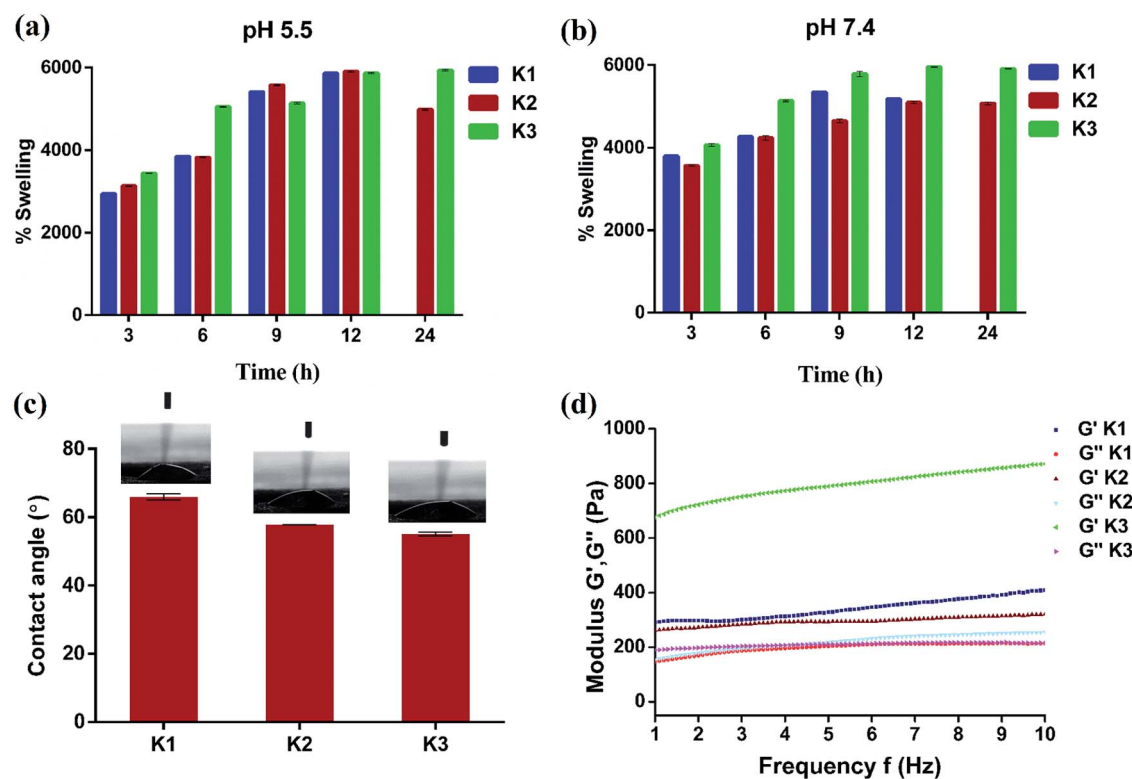 (a)
pH 5.5
6000
4000
2000
0
% Swelling
3 6 9 12 24
Time (h)
K1
K2
K3
(b)
pH 7.4
6000
4000
2000
0
% Swelling
3 6 9 12 24
Time (h)
K1
K2
K3
(c)
80
60
40
20
0
Contact angle (°)
K1 K2 K3
(d)
1000
800
600
400
200
0
Modulus G',G'' (Pa)
1 2 3 4 5 6 7 8 9 10
Frequency f (Hz)
G' K1
G'' K1
G' K2
G'' K2
G' K3
G'' K3